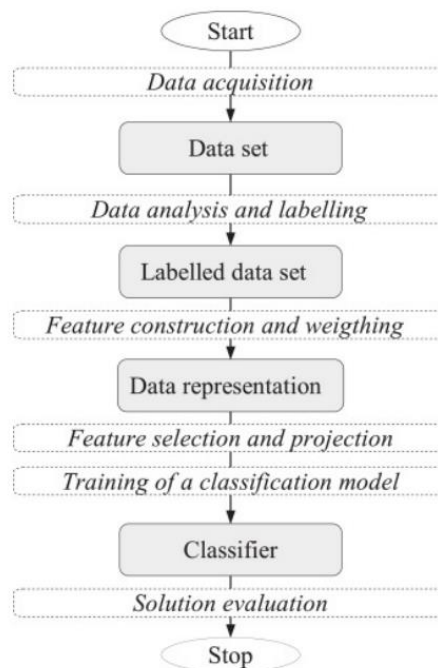 Start
Data acquisition
Data set
Data analysis and labelling
Labelled data set
Feature construction and weigthing
Data representation
Feature selection and projection
Training of a classification model
Classifier
Solution evaluation
Stop